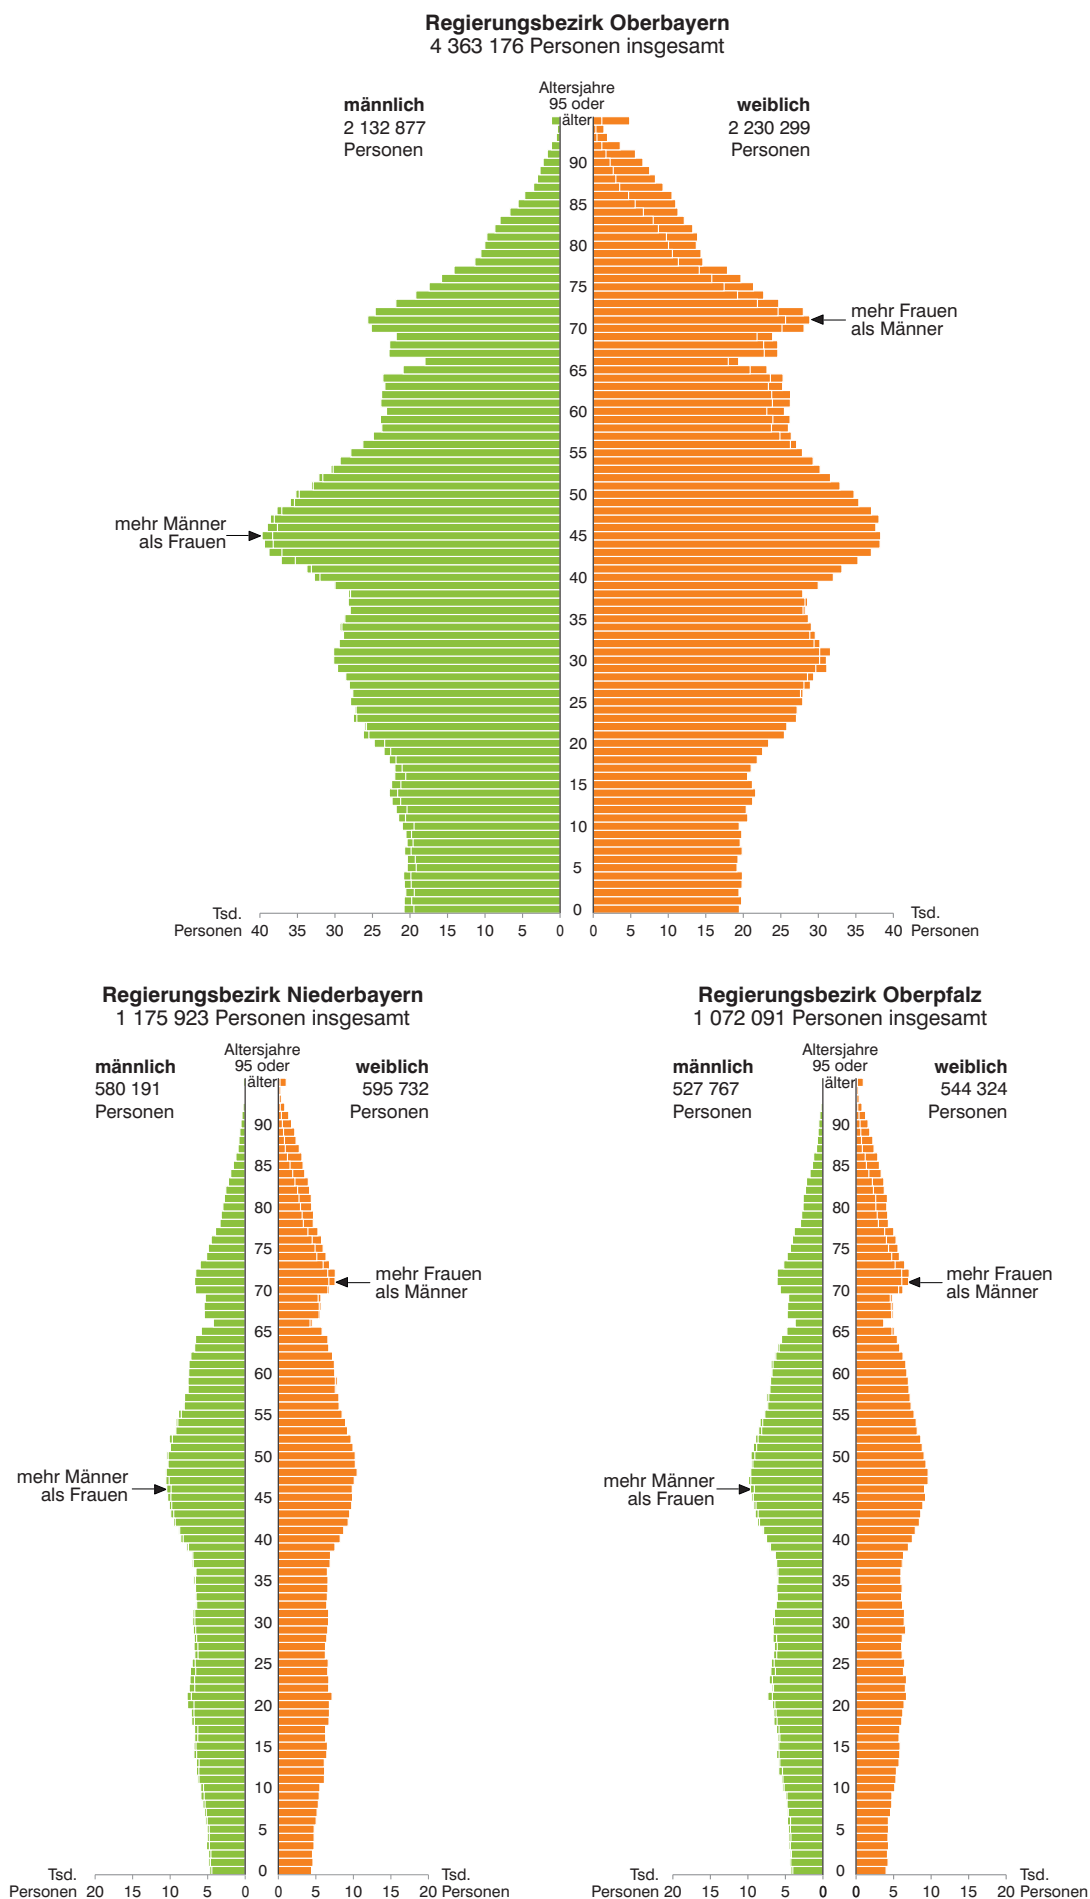 Regierungsbezirk Oberbayern
4 363 176 Personen insgesamt
Altersjahre
männlich
95 oder
älter
weiblich
2 132 877
Personen
2 230 299
Personen
90
85
80
75
mehr Frauen
als Männer
70
65
60
55
50
mehr Männer
als Frauen
45
40
35
30
25
20
15
10
5
0
Tsd.
Personen
40 35 30 25 20 15 10 5 0
0 5 10 15 20 25 30 35 40
Tsd.
Personen
Regierungsbezirk Niederbayern
1 175 923 Personen insgesamt
Altersjahre
männlich
95 oder
älter
weiblich
580 191
Personen
595 732
Personen
90
85
80
75
mehr Frauen
als Männer
70
65
60
55
50
mehr Männer
als Frauen
45
40
35
30
25
20
15
10
5
0
Tsd.
Personen
20 15 10 5 0
0 5 10 15 20
Tsd.
Personen
Regierungsbezirk Oberpfalz
1 072 091 Personen insgesamt
Altersjahre
männlich
95 oder
älter
weiblich
527 767
Personen
544 324
Personen
90
85
80
75
mehr Frauen
als Männer
70
65
60
55
50
mehr Männer
als Frauen
45
40
35
30
25
20
15
10
5
0
Tsd.
Personen
20 15 10 5 0
0 5 10 15 20
Tsd.
Personen